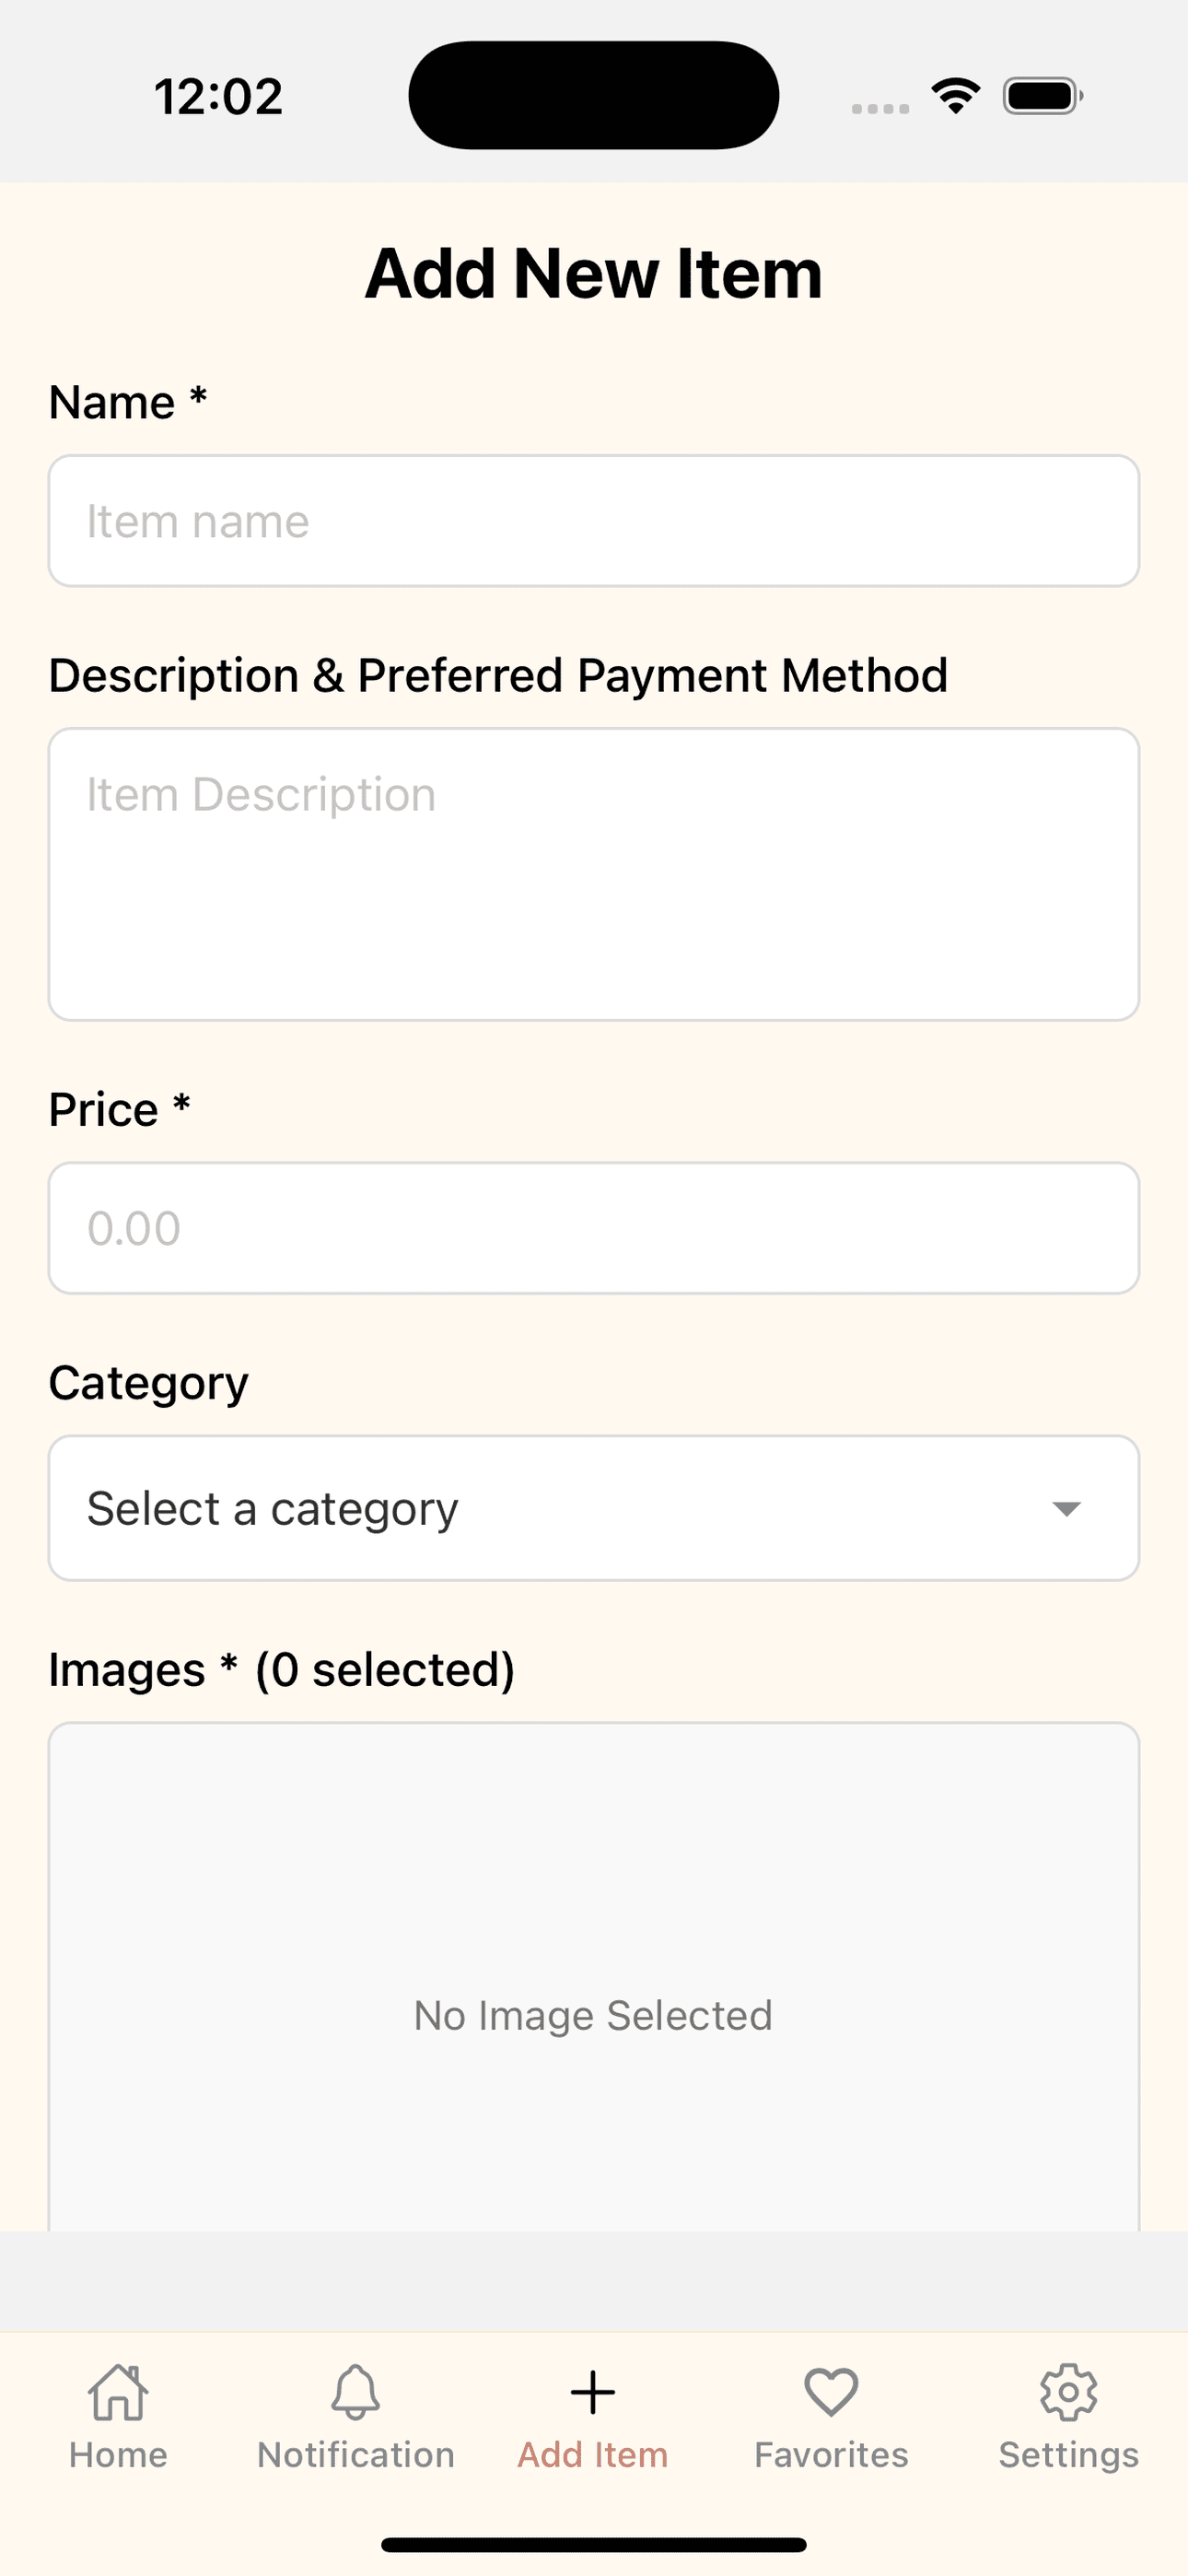 12:02
Add New Item
Name *
Item name
Description & Preferred Payment Method
Item Description
Price *
0.00
Category
Select a category
Images * (0 selected)
No Image Selected
Home
Notification
Add Item
Favorites
Settings